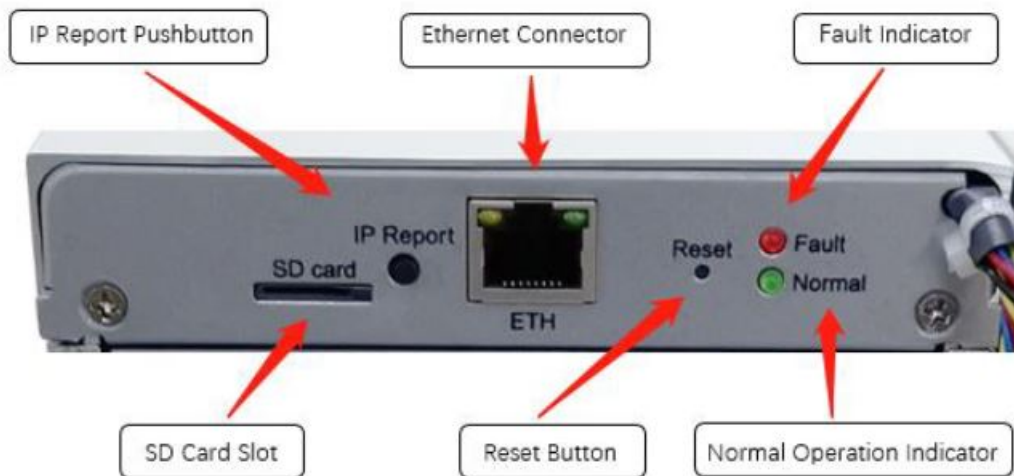 IP Report Pushbutton
Ethernet Connector
Fault Indicator
IP Report
SD card
ETH
Reset
Fault
Normal
SD Card Slot
Reset Button
Normal Operation Indicator